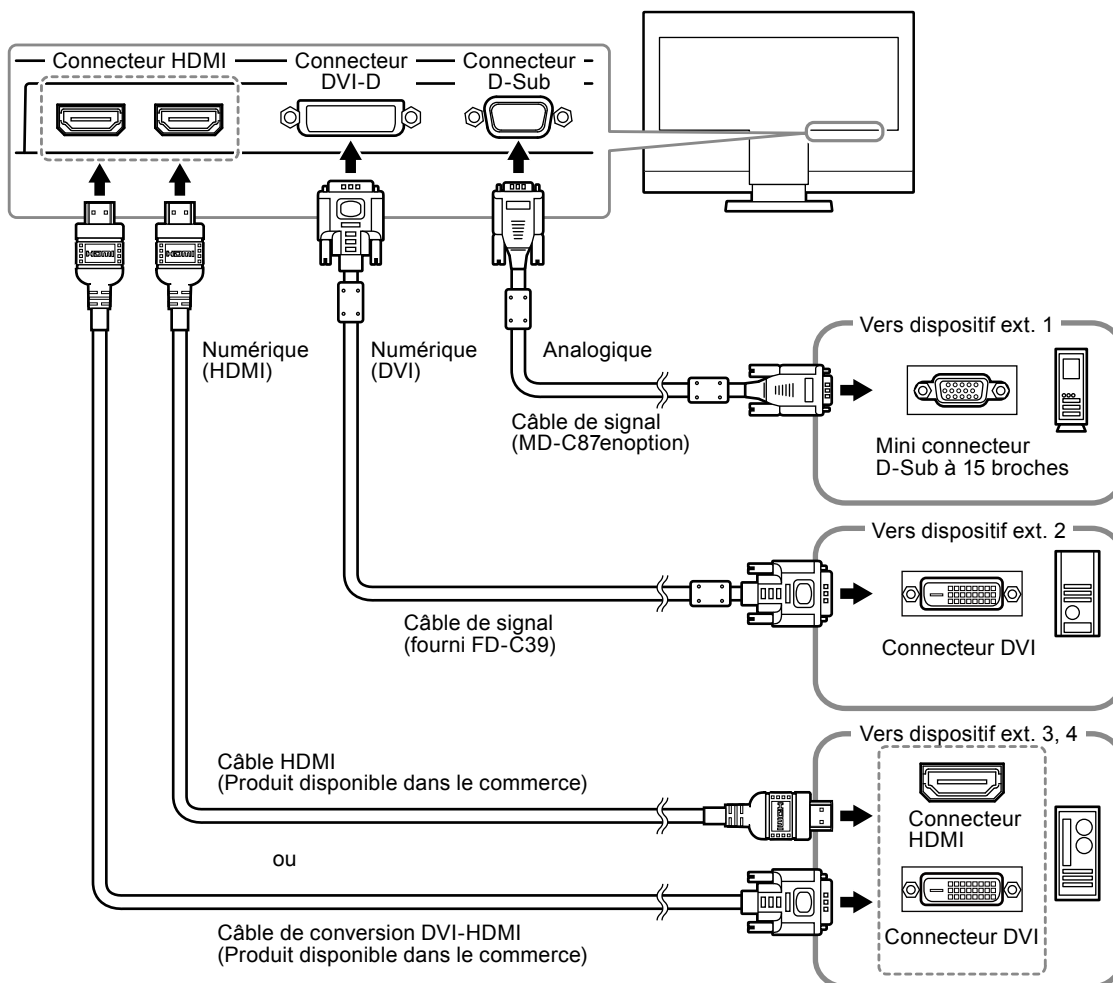 Connecteur HDMI
Connecteur
DVI-D
Connecteur
D-Sub
HDMI
HDMI
Numérique
(HDMI)
Numérique
(DVI)
Analogique
Câble de signal
(MD-C87enoption)
Vers dispositif ext. 1
Mini connecteur
D-Sub à 15 broches
Vers dispositif ext. 2
Connecteur DVI
Câble de signal
(fourni FD-C39)
Vers dispositif ext. 3, 4
Câble HDMI
(Produit disponible dans le commerce)
HDMI
Connecteur
HDMI
ou
Câble de conversion DVI-HDMI
(Produit disponible dans le commerce)
Connecteur DVI